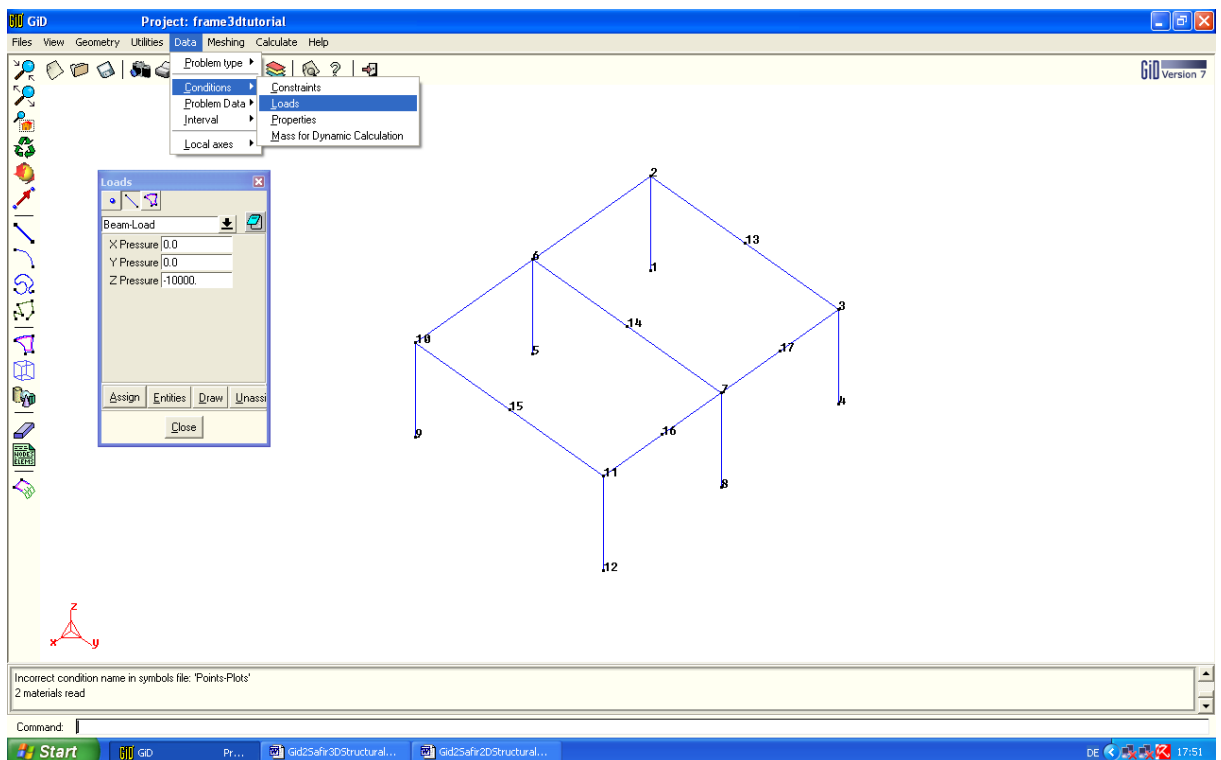 GiD Project: frame3dtutorial
Files View Geometry Utilities Data Meshing Calculate Help
GiD Version 7
Problem type
Conditions
Problem Data
Interval
Local axes
Constraints
Loads
Properties
Mass for Dynamic Calculation
Loads
Beam-Load
X Pressure 0.0
Y Pressure 0.0
Z Pressure -10000.
Assign Entities Draw Unassi
Close
2
13
1
6
3
14
10
17
5
7
4
15
16
9
11
8
12
z
x y
Incorrect condition name in symbols file: 'Points-Plots'
2 materials read
Command:
Start GiD Pr... Gid2Safir3DStructural... Gid2Safir2DStructural... DE 17:51